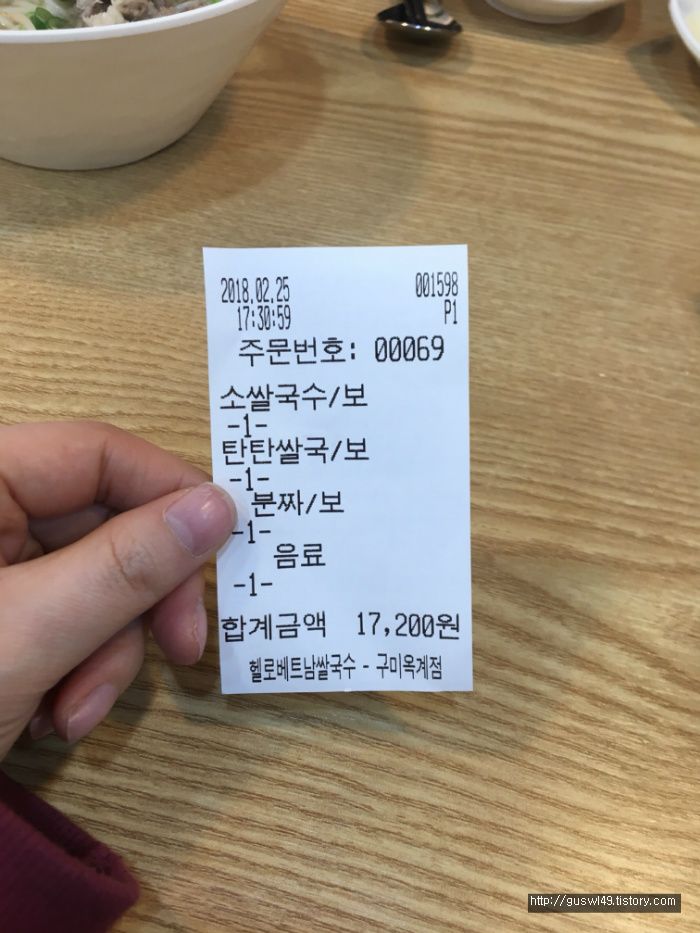 2018.02.25 001598
17:30:59 P1
주문번호: 00069
소쌀국수/보
-1-
탄탄쌀국/보
-1-
분짜/보
-1-
음료
-1-
합계금액 17,200원
헬로베트남쌀국수 - 구미옥계점
http://guswl49.tistory.com